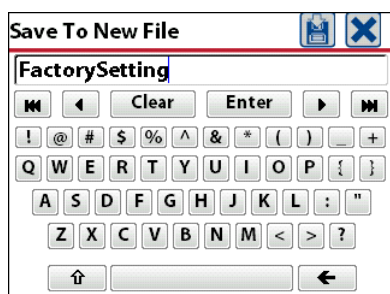 Save To New File
FactorySetting
Clear Enter
! @ # $ % ^ & * ( ) _ +
Q W E R T Y U I O P { }
A S D F G H J K L : "
Z X C V B N M < > ?